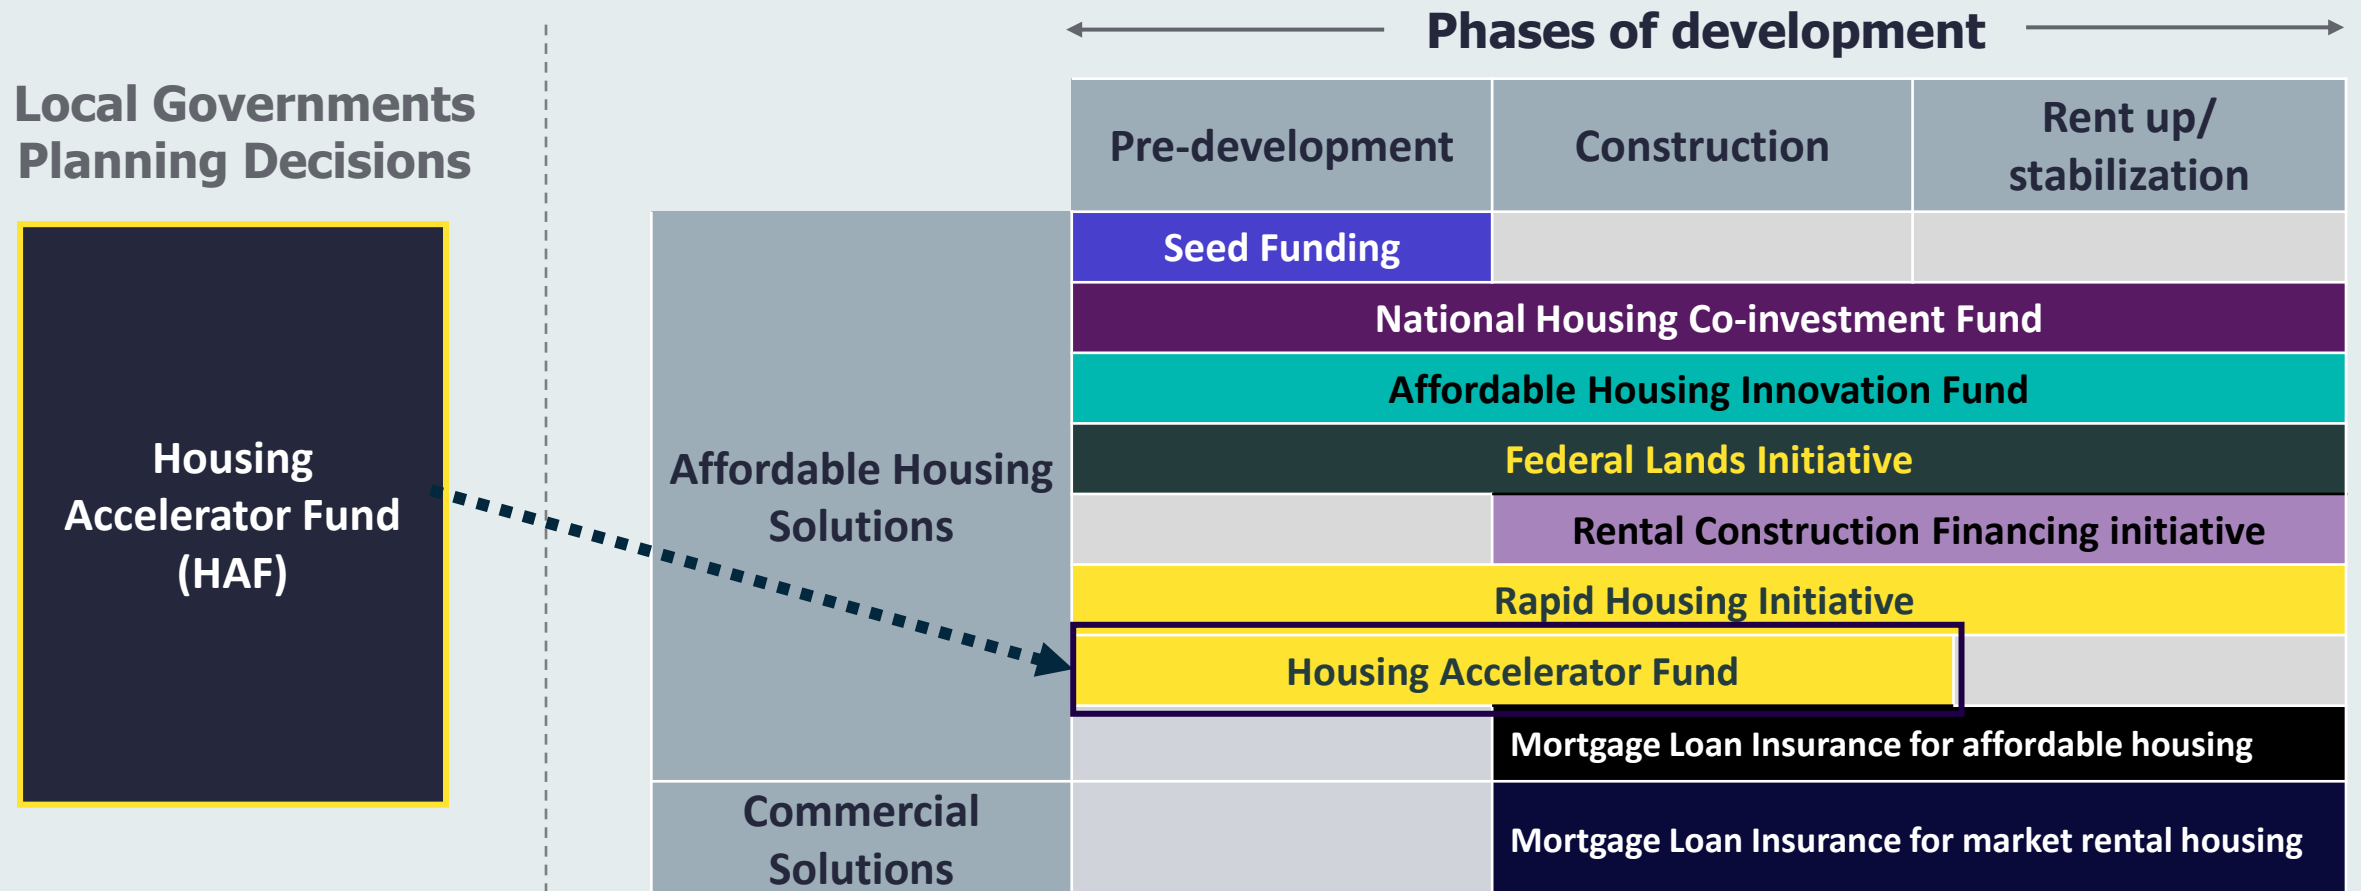 Phases of development
Local Governments
Planning Decisions
Pre-development
Construction
Rent up/
stabilization
Housing
Accelerator Fund
(HAF)
Affordable Housing
Solutions
Seed Funding
National Housing Co-investment Fund
Affordable Housing Innovation Fund
Federal Lands Initiative
Rental Construction Financing initiative
Rapid Housing Initiative
Housing Accelerator Fund
Mortgage Loan Insurance for affordable housing
Commercial
Solutions
Mortgage Loan Insurance for market rental housing